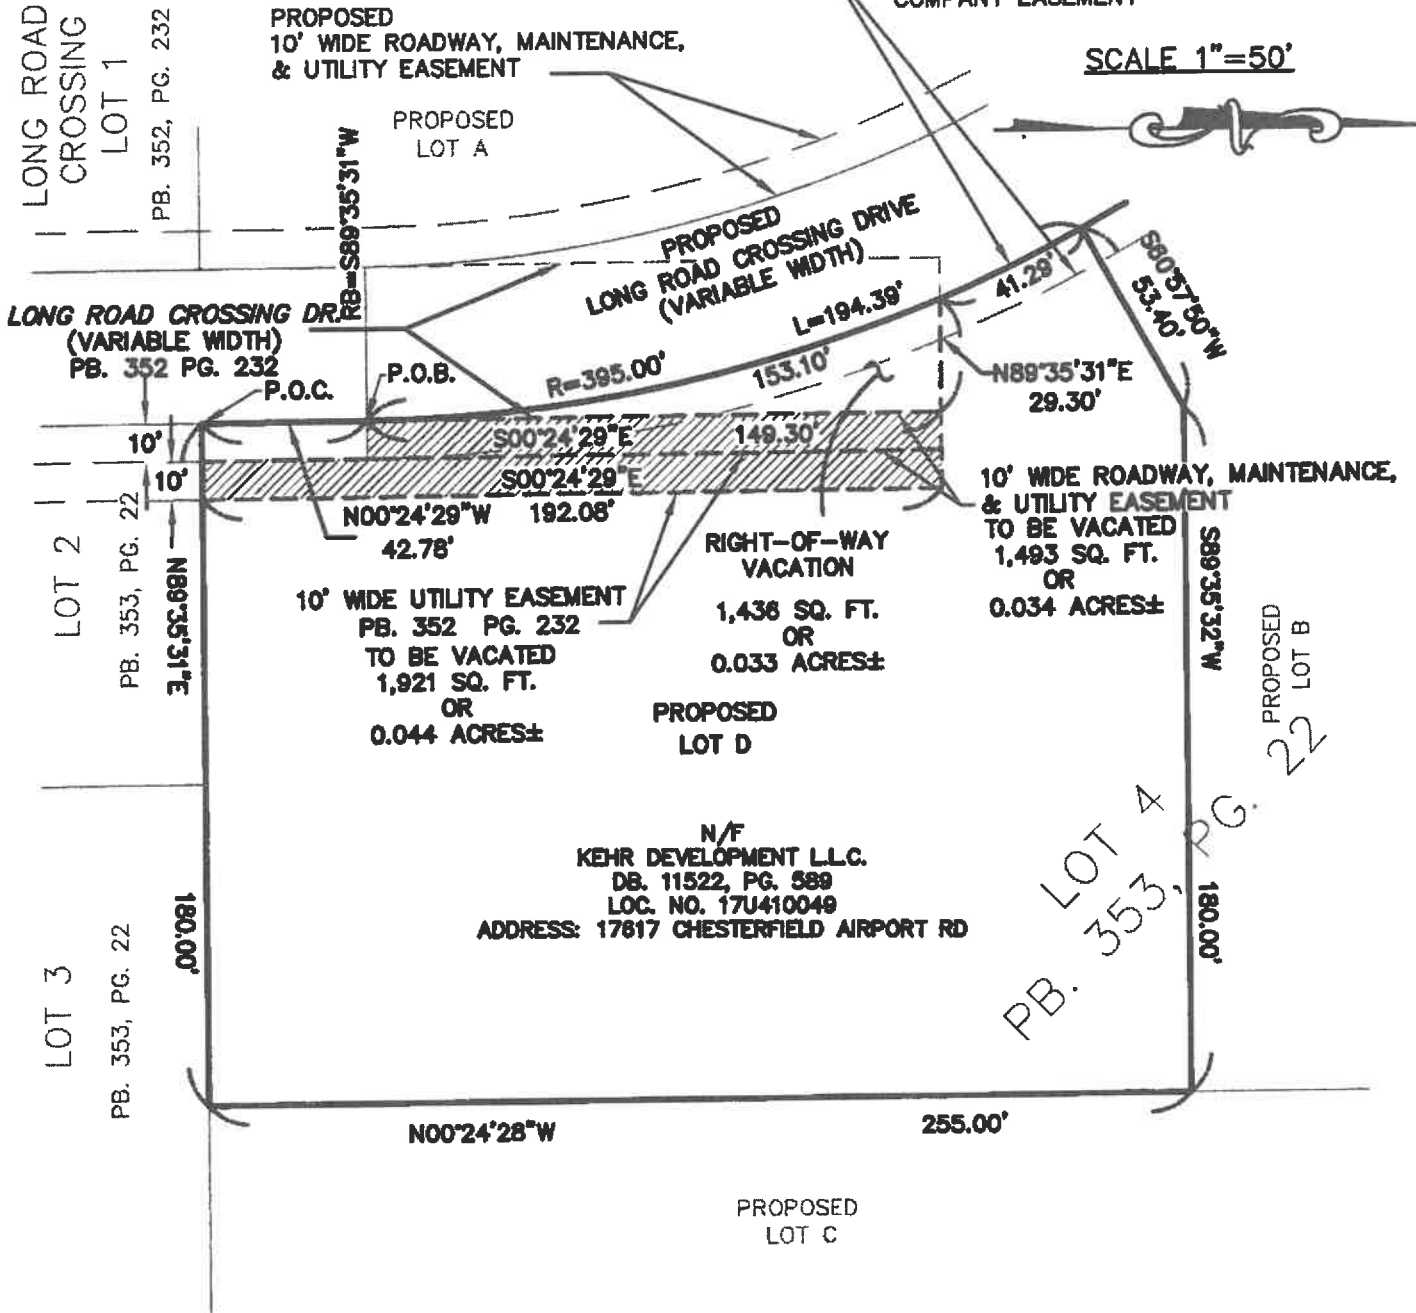 COMPANY EASEMENT
SCALE 1"=50'
LONG ROAD
CROSSING
LOT 1
PB. 352, PG. 232
PROPOSED
10' WIDE ROADWAY, MAINTENANCE,
& UTILITY EASEMENT
PROPOSED
LOT A
RB=S89°35'31"W
PROPOSED
LONG ROAD CROSSING DRIVE
(VARIABLE WIDTH)
LONG ROAD CROSSING DR.
(VARIABLE WIDTH)
PB. 352 PG. 232
P.O.C.
P.O.B.
R=395.00'
L=194.39'
153.10'
41.29'
S60°57'50"W
53.40'
N89°35'31"E
29.30'
10'
10'
S00°24'29"E
149.30'
S00°24'29"E
192.08'
N00°24'29"W
42.78'
10' WIDE UTILITY EASEMENT
PB. 352 PG. 232
TO BE VACATED
1,921 SQ. FT.
OR
0.044 ACRES±
RIGHT-OF-WAY
VACATION
1,436 SQ. FT.
OR
0.033 ACRES±
10' WIDE ROADWAY, MAINTENANCE,
& UTILITY EASEMENT
TO BE VACATED
1,493 SQ. FT.
OR
0.034 ACRES±
LOT 2
PB. 353, PG. 22
N89°35'31"E
180.00'
S89°35'32"W
180.00'
PROPOSED
LOT B
PROPOSED
LOT D
N/F
KEHR DEVELOPMENT L.L.C.
DB. 11522, PG. 589
LOC. NO. 17U410049
ADDRESS: 17617 CHESTERFIELD AIRPORT RD
LOT 4
PB. 353, PG. 22
LOT 3
PB. 353, PG. 22
N00°24'28"W
255.00'
PROPOSED
LOT C